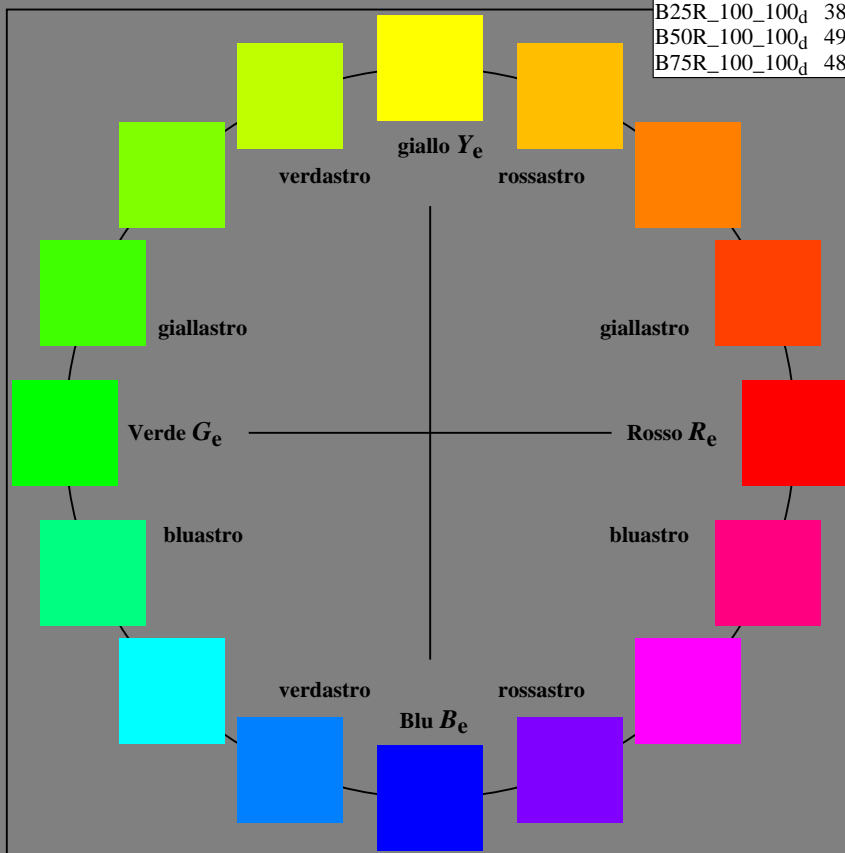 B25R_100_100d 38
B50R_100_100d 49
B75R_100_100d 48
giallo Ye
verdastro rossastro
giallastro giallastro
Verde Ge Rosso Re
bluastro bluastro
verdastro rossastro
Blu Be